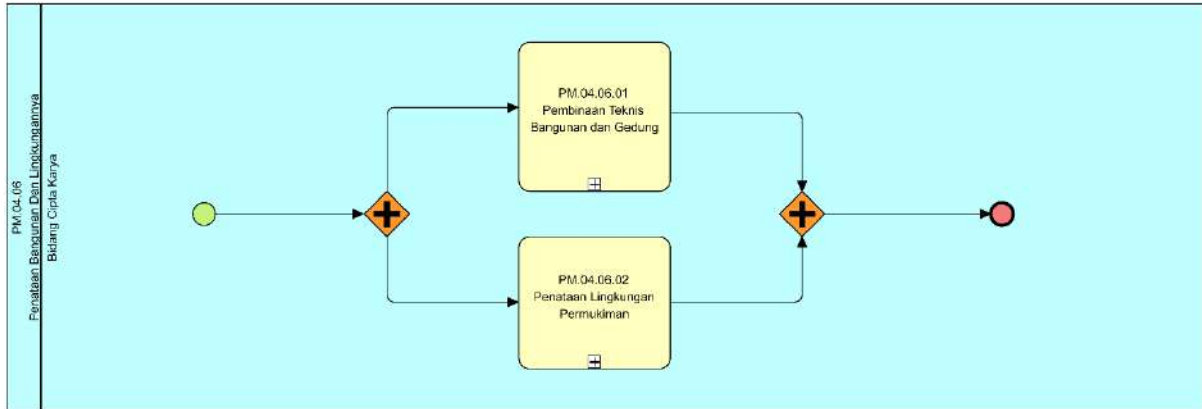 PM.04.06
Penataan Bangunan Dan Lingkungannya
Bidang Cipta Karya
PM.04.06.01
Pembinaan Teknis
Bangunan dan Gedung
PM.04.06.02
Penataan Lingkungan
Permukiman